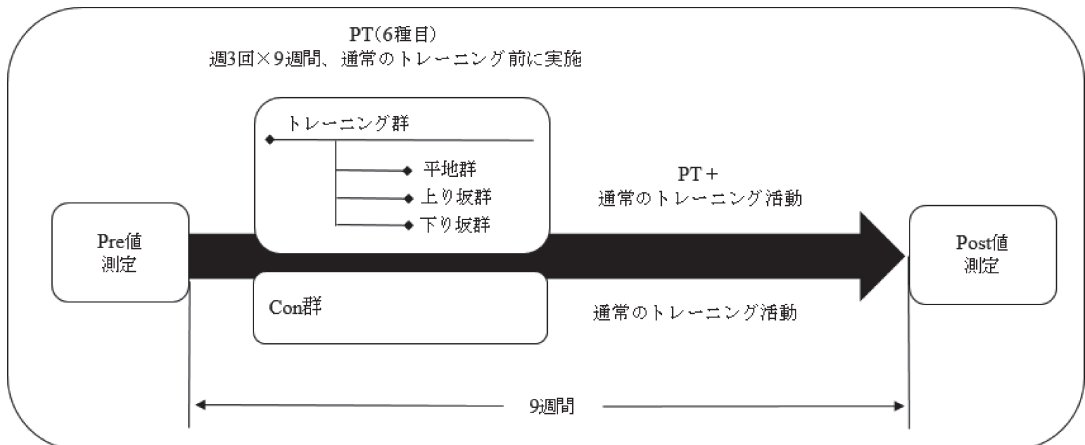 PT(6種目)
週3回×9週間、通常のトレーニング前に実施
トレーニング群
平地群
上り坂群
下り坂群
PT＋
通常のトレーニング活動
Pre値
測定
Post値
測定
Con群
通常のトレーニング活動
9週間